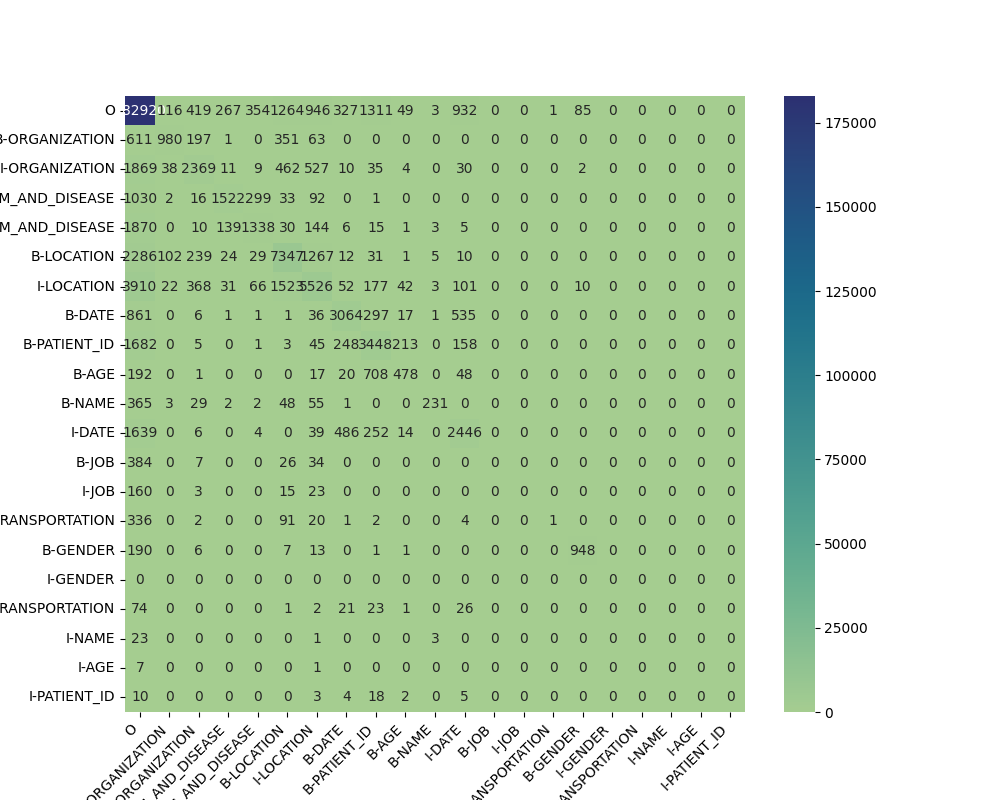 O 32921 116 419 267 354 1264 946 327 1311 49 3 932 0 0 1 85 0 0 0 0 0
B-ORGANIZATION 611 980 197 1 0 351 63 0 0 0 0 0 0 0 0 0 0 0 0 0 0
I-ORGANIZATION 1869 38 2369 11 9 462 527 10 35 4 0 30 0 0 0 2 0 0 0 0 0
M_AND_DISEASE 1030 2 16 1522 299 33 92 0 1 0 0 0 0 0 0 0 0 0 0 0 0
M_AND_DISEASE 1870 0 10 139 1338 30 144 6 15 1 3 5 0 0 0 0 0 0 0 0 0
B-LOCATION 2286 102 239 24 29 7347 1267 12 31 1 5 10 0 0 0 0 0 0 0 0 0
I-LOCATION 3910 22 368 31 66 1523 5526 52 177 42 3 101 0 0 0 10 0 0 0 0 0
B-DATE 861 0 6 1 1 1 36 3064 297 17 1 535 0 0 0 0 0 0 0 0 0
B-PATIENT_ID 1682 0 5 0 1 3 45 248 3448 213 0 158 0 0 0 0 0 0 0 0 0
B-AGE 192 0 1 0 0 0 17 20 708 478 0 48 0 0 0 0 0 0 0 0 0
B-NAME 365 3 29 2 2 48 55 1 0 0 231 0 0 0 0 0 0 0 0 0 0
I-DATE 1639 0 6 0 4 0 39 486 252 14 0 2446 0 0 0 0 0 0 0 0 0
B-JOB 384 0 7 0 0 26 34 0 0 0 0 0 0 0 0 0 0 0 0 0 0
I-JOB 160 0 3 0 0 15 23 0 0 0 0 0 0 0 0 0 0 0 0 0 0
RANSPORTATION 336 0 2 0 0 91 20 1 2 0 0 4 0 0 1 0 0 0 0 0 0
B-GENDER 190 0 6 0 0 7 13 0 1 1 0 0 0 0 0 948 0 0 0 0 0
I-GENDER 0 0 0 0 0 0 0 0 0 0 0 0 0 0 0 0 0 0 0 0 0
RANSPORTATION 74 0 0 0 0 1 2 21 23 1 0 26 0 0 0 0 0 0 0 0 0
I-NAME 23 0 0 0 0 0 1 0 0 0 3 0 0 0 0 0 0 0 0 0 0
I-AGE 7 0 0 0 0 0 1 0 0 0 0 0 0 0 0 0 0 0 0 0 0
I-PATIENT_ID 10 0 0 0 0 0 3 4 18 2 0 5 0 0 0 0 0 0 0 0 0
O ORGANIZATION ORGANIZATION _AND_DISEASE _AND_DISEASE B-LOCATION I-LOCATION B-DATE B-PATIENT_ID B-AGE B-NAME I-DATE B-JOB I-JOB ANSPORTATION B-GENDER I-GENDER ANSPORTATION I-NAME I-AGE I-PATIENT_ID
175000
150000
125000
100000
75000
50000
25000
0